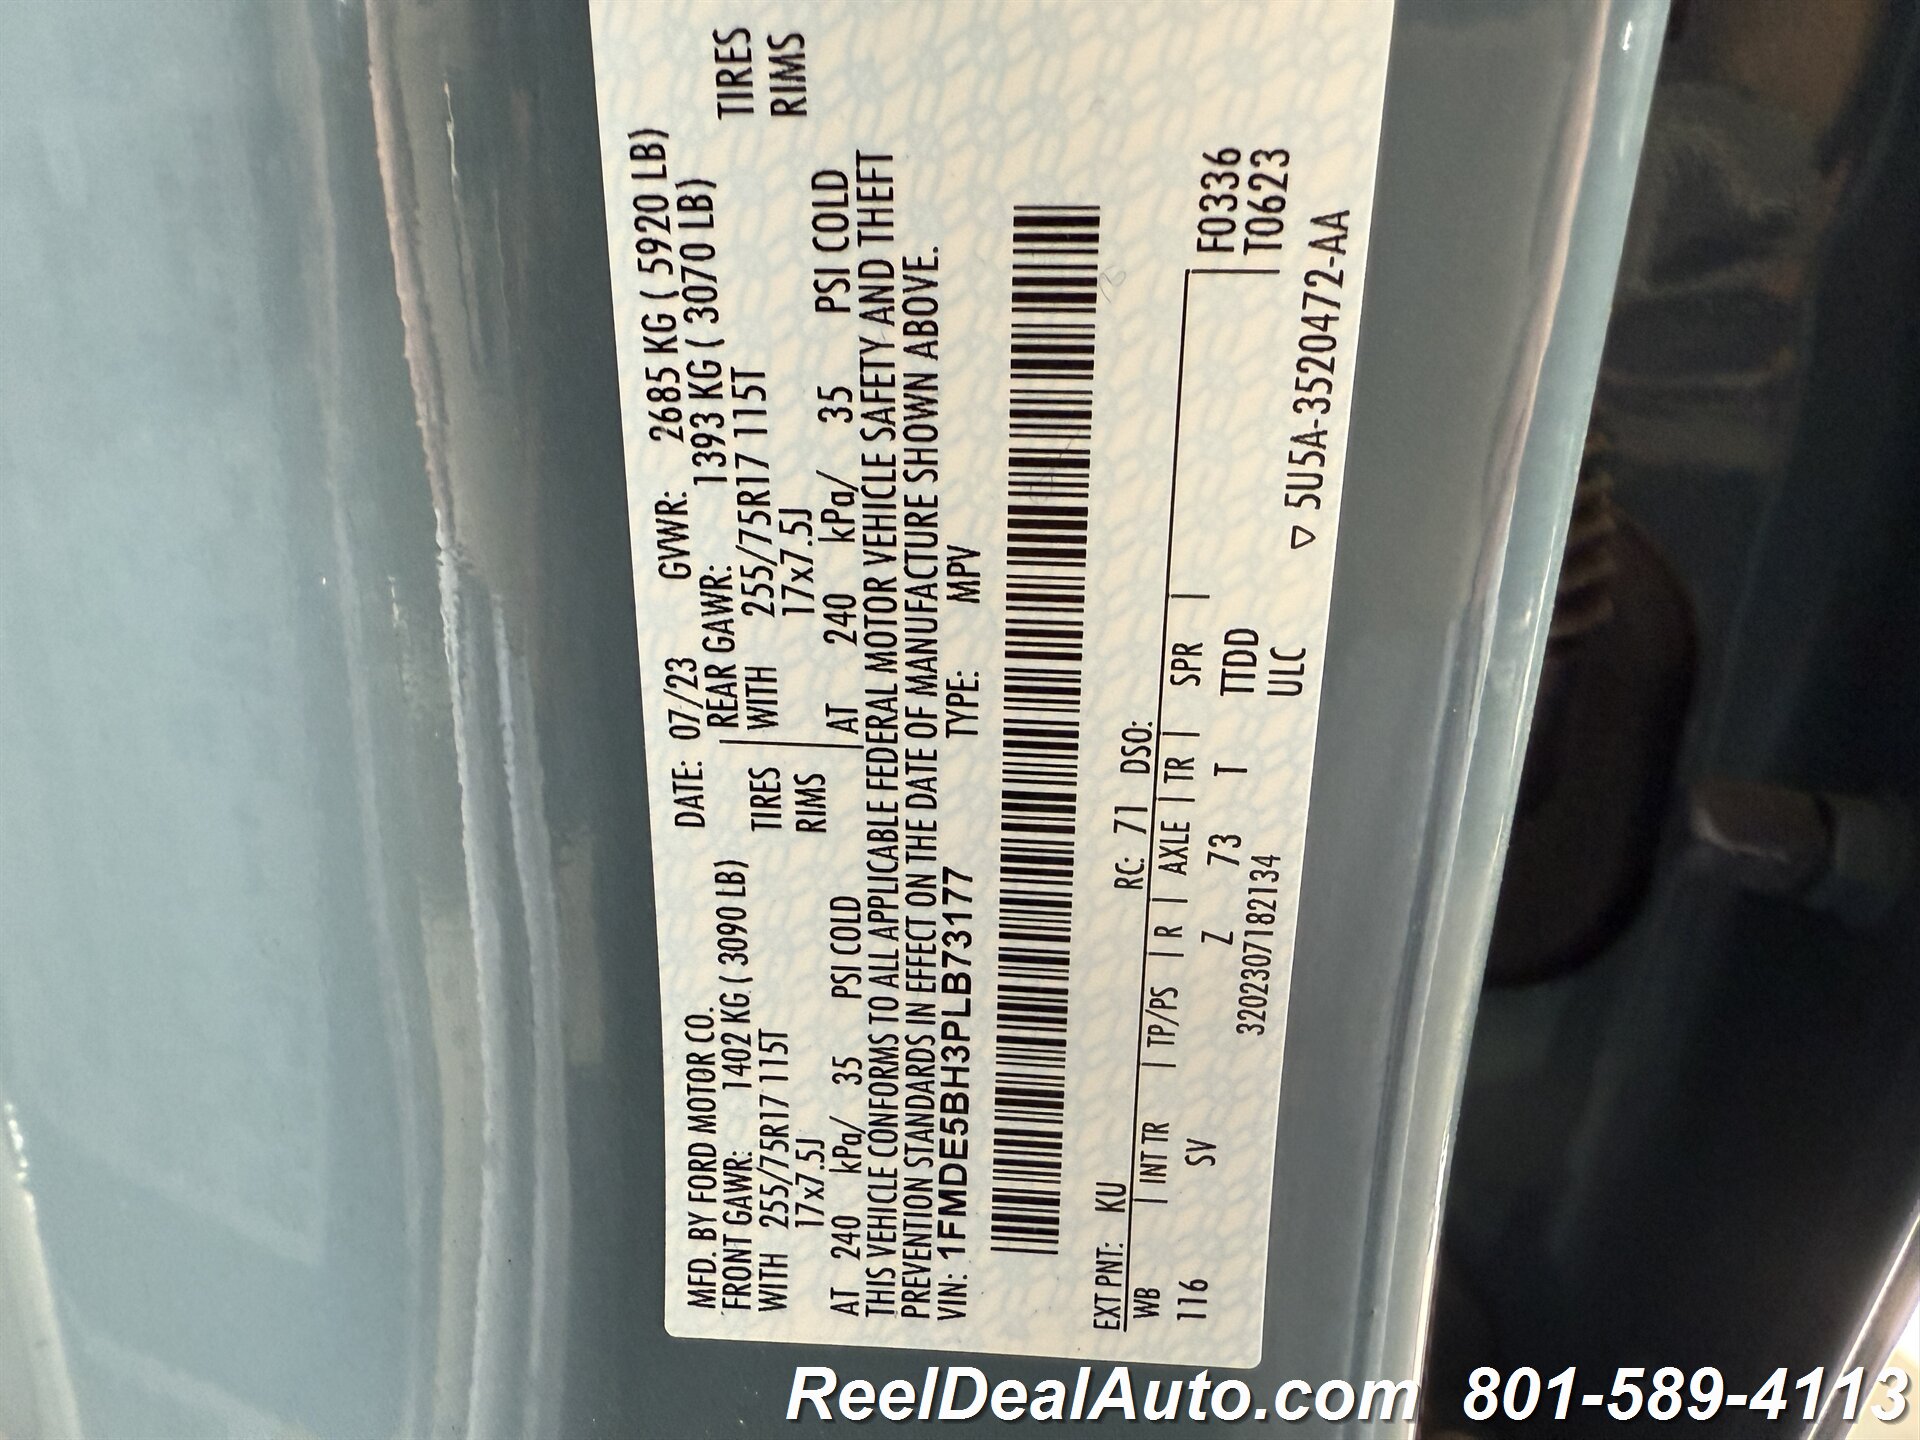 MFD. BY FORD MOTOR CO. DATE: 07/23 GVWR: 2685 KG ( 5920 LB)
FRONT GAWR: 1402 KG ( 3090 LB) REAR GAWR: 1393 KG ( 3070 LB)
WITH 255/75R17 115T TIRES WITH 255/75R17 115T TIRES
17x7.5J RIMS 17x7.5J RIMS
AT 240 kPa/ 35 PSI COLD AT 240 kPa/ 35 PSI COLD
THIS VEHICLE CONFORMS TO ALL APPLICABLE FEDERAL MOTOR VEHICLE SAFETY AND THEFT
PREVENTION STANDARDS IN EFFECT ON THE DATE OF MANUFACTURE SHOWN ABOVE.
VIN: 1FMDE5BH3PLB73177 TYPE: MPV
EXT PNT: KU RC: 71 DSO:
WB | INT TR | TP/PS | R | AXLE | TR | SPR | F0336
116 SV Z 73 T TTDD T0623
3202307182134 ULC
▽ 5U5A-3520472-AA
ReelDealAuto.com 801-589-4113